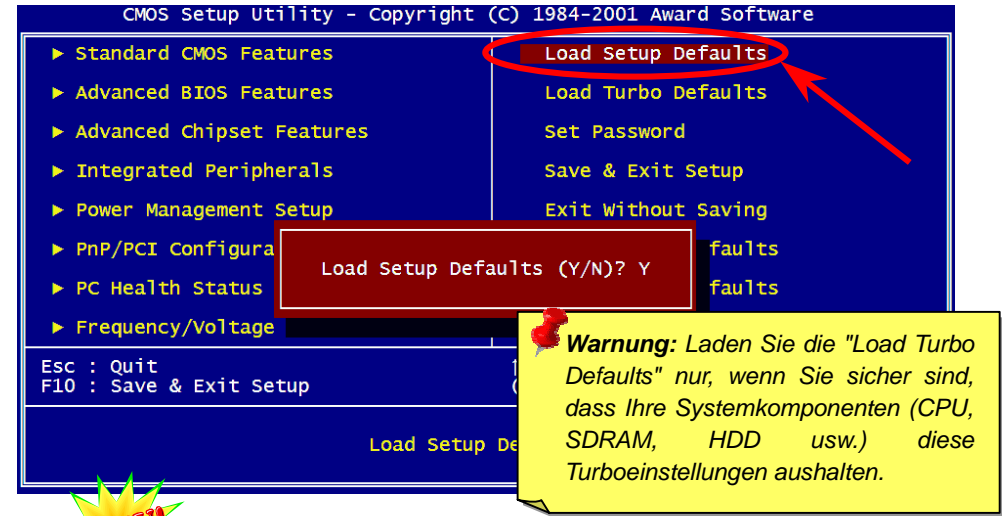 CMOS Setup Utility - Copyright (C) 1984-2001 Award Software
► Standard CMOS Features
► Advanced BIOS Features
► Advanced Chipset Features
► Integrated Peripherals
► Power Management Setup
► PnP/PCI Configura
► PC Health Status
► Frequency/Voltage
Load Setup Defaults
Load Turbo Defaults
Set Password
Save & Exit Setup
Exit Without Saving
faults
faults
Load Setup Defaults (Y/N)? Y
Esc : Quit
F10 : Save & Exit Setup
Load Setup De
Warnung: Laden Sie die "Load Turbo
Defaults" nur, wenn Sie sicher sind,
dass Ihre Systemkomponenten (CPU,
SDRAM, HDD usw.) diese
Turboeinstellungen aushalten.